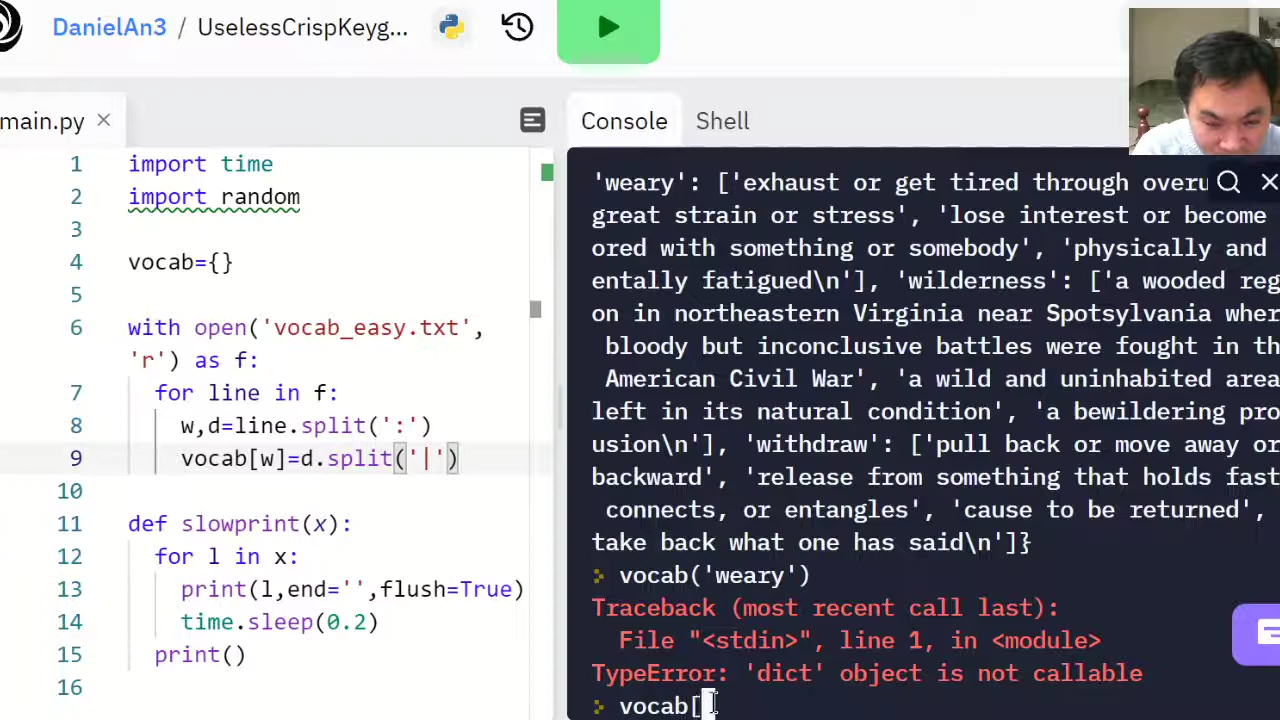 DanielAn3 / UselessCrispKeyg...
main.py ×
Console
Shell
1 import time
2 import random
3
4 vocab={}
5
6 with open('vocab_easy.txt',
'r') as f:
7 for line in f:
8 w,d=line.split(':')
9 vocab[w]=d.split('|')
10
11 def slowprint(x):
12 for l in x:
13 print(l,end='',flush=True)
14 time.sleep(0.2)
15 print()
16
'weary': ['exhaust or get tired through overu
great strain or stress', 'lose interest or become
ored with something or somebody', 'physically and
entally fatigued\n'], 'wilderness': ['a wooded reg
on in northeastern Virginia near Spotsylvania wher
bloody but inconclusive battles were fought in th
American Civil War', 'a wild and uninhabited area
left in its natural condition', 'a bewildering pro
usion\n'], 'withdraw': ['pull back or move away or
backward', 'release from something that holds fast
connects, or entangles', 'cause to be returned',
take back what one has said\n']}
vocab('weary')
Traceback (most recent call last):
File "<stdin>", line 1, in <module>
TypeError: 'dict' object is not callable
vocab[